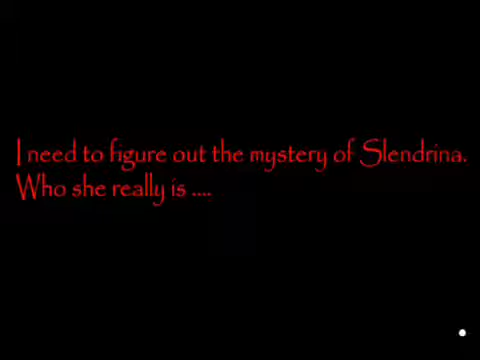 I need to figure out the mystery of Slendrina.
Who she really is ....